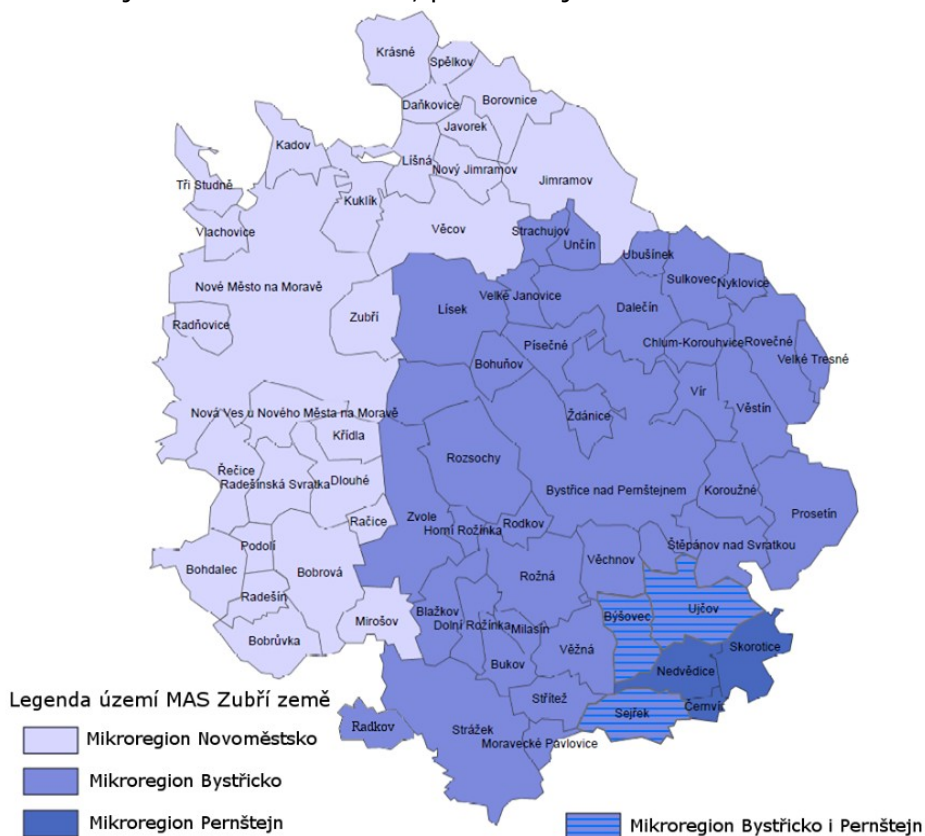 Krásné
Spělkov
Daňkovice
Borovnice
Javorek
Kadov
Líšná
Nový Jimramov
Jimramov
Tři Studně
Kuklík
Vlachovice
Věcov
Strachujov
Unčín
Ubušínek
Sulkovec
Nyklovice
Nové Město na Moravě
Lísek
Velké Janovice
Dalečín
Radňovice
Zubří
Písečné
Chlum-Korouhvice
Rovečné
Velké Tresné
Bohuňov
Vír
Věstín
Ždánice
Nová Ves u Nového Města na Moravě
Křídla
Rozsochy
Řečice
Radešínská Svratka
Dlouhé
Bystřice nad Pernštejnem
Koroužné
Prosetín
Račice
Zvole
Horní Rožínka
Rodkov
Štěpánov nad Svratkou
Podolí
Bohdalec
Bobrová
Rožná
Věchnov
Radešín
Blažkov
Býšovec
Ujčov
Mirošov
Dolní Rožínka
Milasín
Bobrůvka
Věžná
Skorotice
Bukov
Nedvědice
Střítež
Černvír
Sejřek
Radkov
Strážek
Moravecké Pavlovice
Legenda území MAS Zubří země
Mikroregion Novoměstsko
Mikroregion Bystřicko
Mikroregion Pernštejn
Mikroregion Bystřicko i Pernštejn